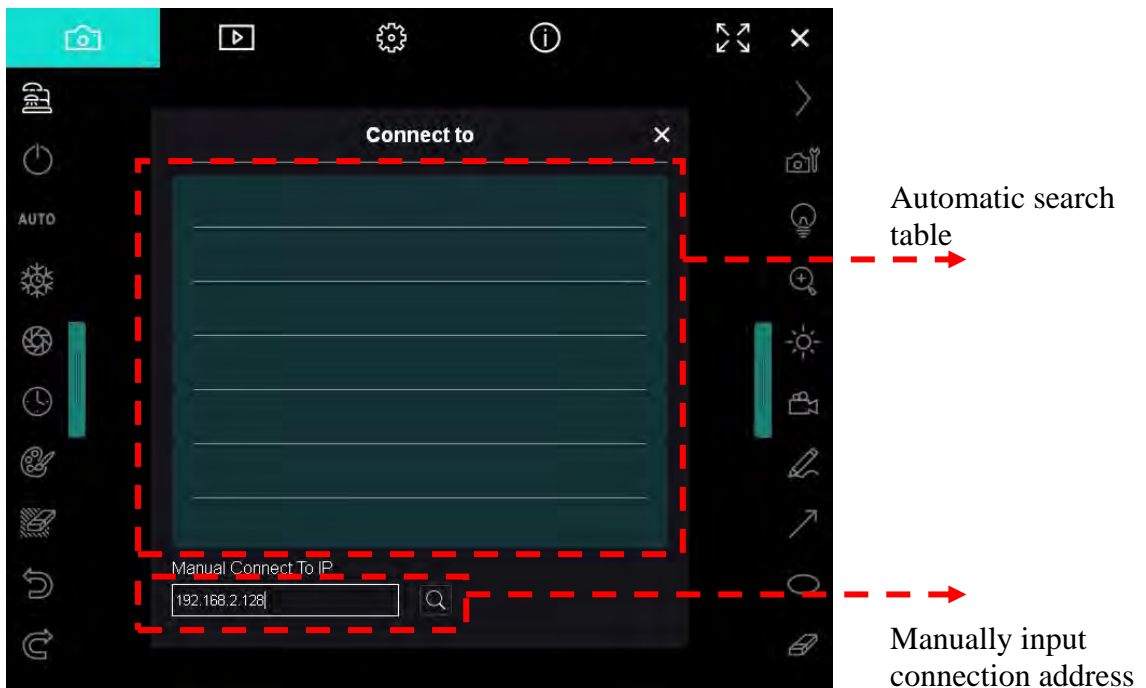 Connect to
AUTO
Automatic search
table
Manual Connect To IP
192.168.2.128
Manually input
connection address